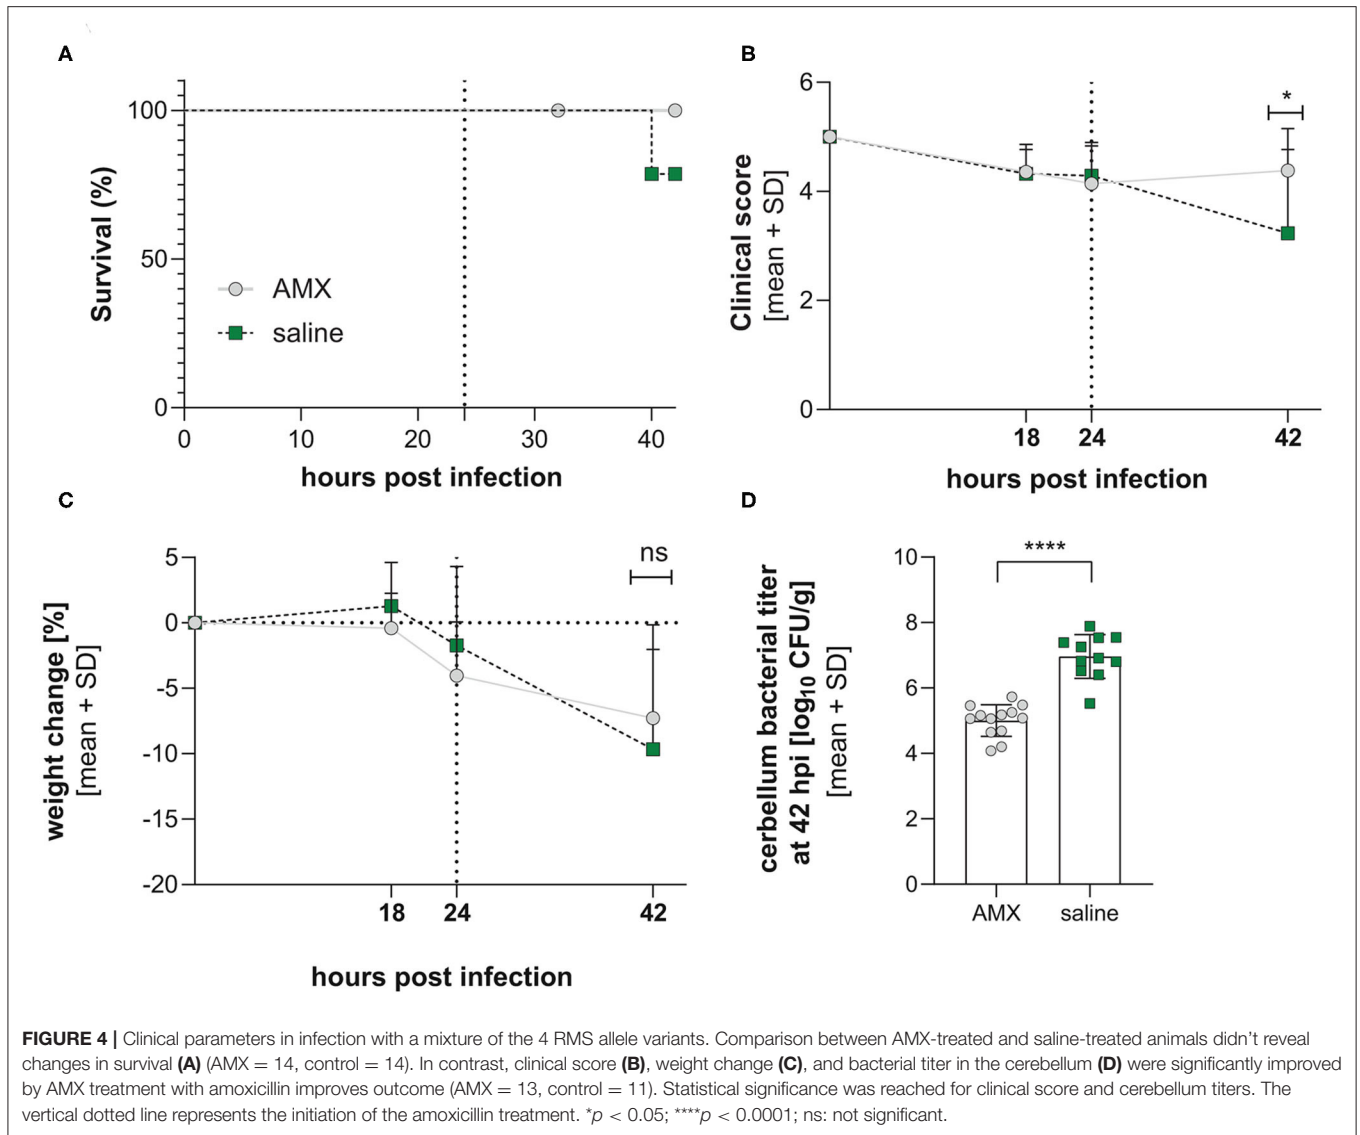 A
Survival (%)
100
50
0
AMX
saline
0 10 20 30 40
hours post infection
B
Clinical score
[mean + SD]
6
4
2
0
*
18 24 42
hours post infection
C
weight change [%]
[mean + SD]
5
0
-5
-10
-15
-20
ns
18 24 42
hours post infection
D
cerbellum bacterial titer
at 42 hpi [log10 CFU/g]
[mean + SD]
10
8
6
4
2
0
****
AMX saline
FIGURE 4 | Clinical parameters in infection with a mixture of the 4 RMS allele variants. Comparison between AMX-treated and saline-treated animals didn't reveal
changes in survival (A) (AMX = 14, control = 14). In contrast, clinical score (B), weight change (C), and bacterial titer in the cerebellum (D) were significantly improved
by AMX treatment with amoxicillin improves outcome (AMX = 13, control = 11). Statistical significance was reached for clinical score and cerebellum titers. The
vertical dotted line represents the initiation of the amoxicillin treatment. *p < 0.05; ****p < 0.0001; ns: not significant.